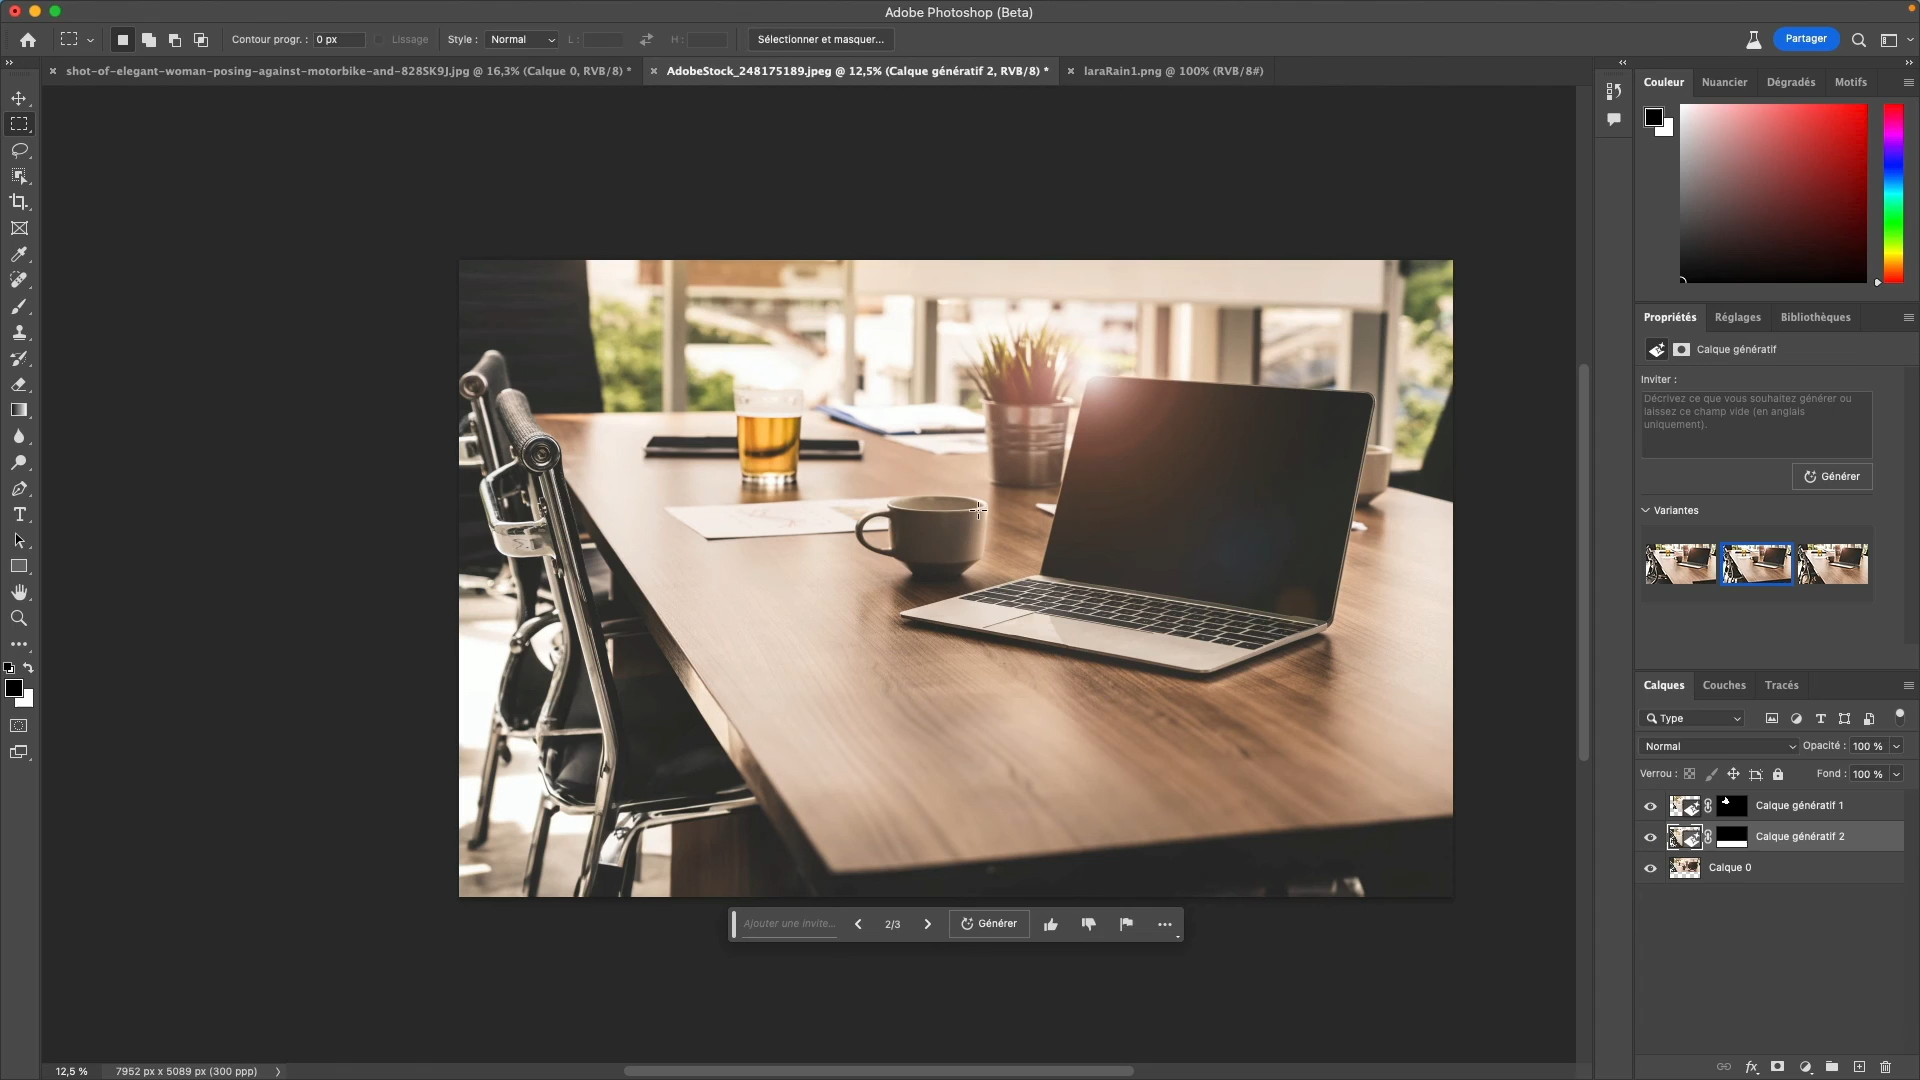 Adobe Photoshop (Beta)
Contour progr. : 0 px
Lissage
Style : Normal
L :
H :
Sélectionner et masquer...
Partager
shot-of-elegant-woman-posing-against-motorbike-and-828SK9J.jpg @ 16,3% (Calque 0, RVB/8) *
AdobeStock_248175189.jpeg @ 12,5% (Calque génératif 2, RVB/8) *
laraRain1.png @ 100% (RVB/8#)
Couleur
Nuancier
Dégradés
Motifs
Propriétés
Réglages
Bibliothèques
Calque génératif
Inviter :
Décrivez ce que vous souhaitez générer ou
laissez ce champ vide (en anglais
uniquement).
Générer
Variantes
Calques
Couches
Tracés
Type
Normal
Opacité : 100 %
Verrou :
Fond : 100 %
Calque génératif 1
Calque génératif 2
Calque 0
Ajouter une invite...
2/3
Générer
12,5 %
7952 px x 5089 px (300 ppp)